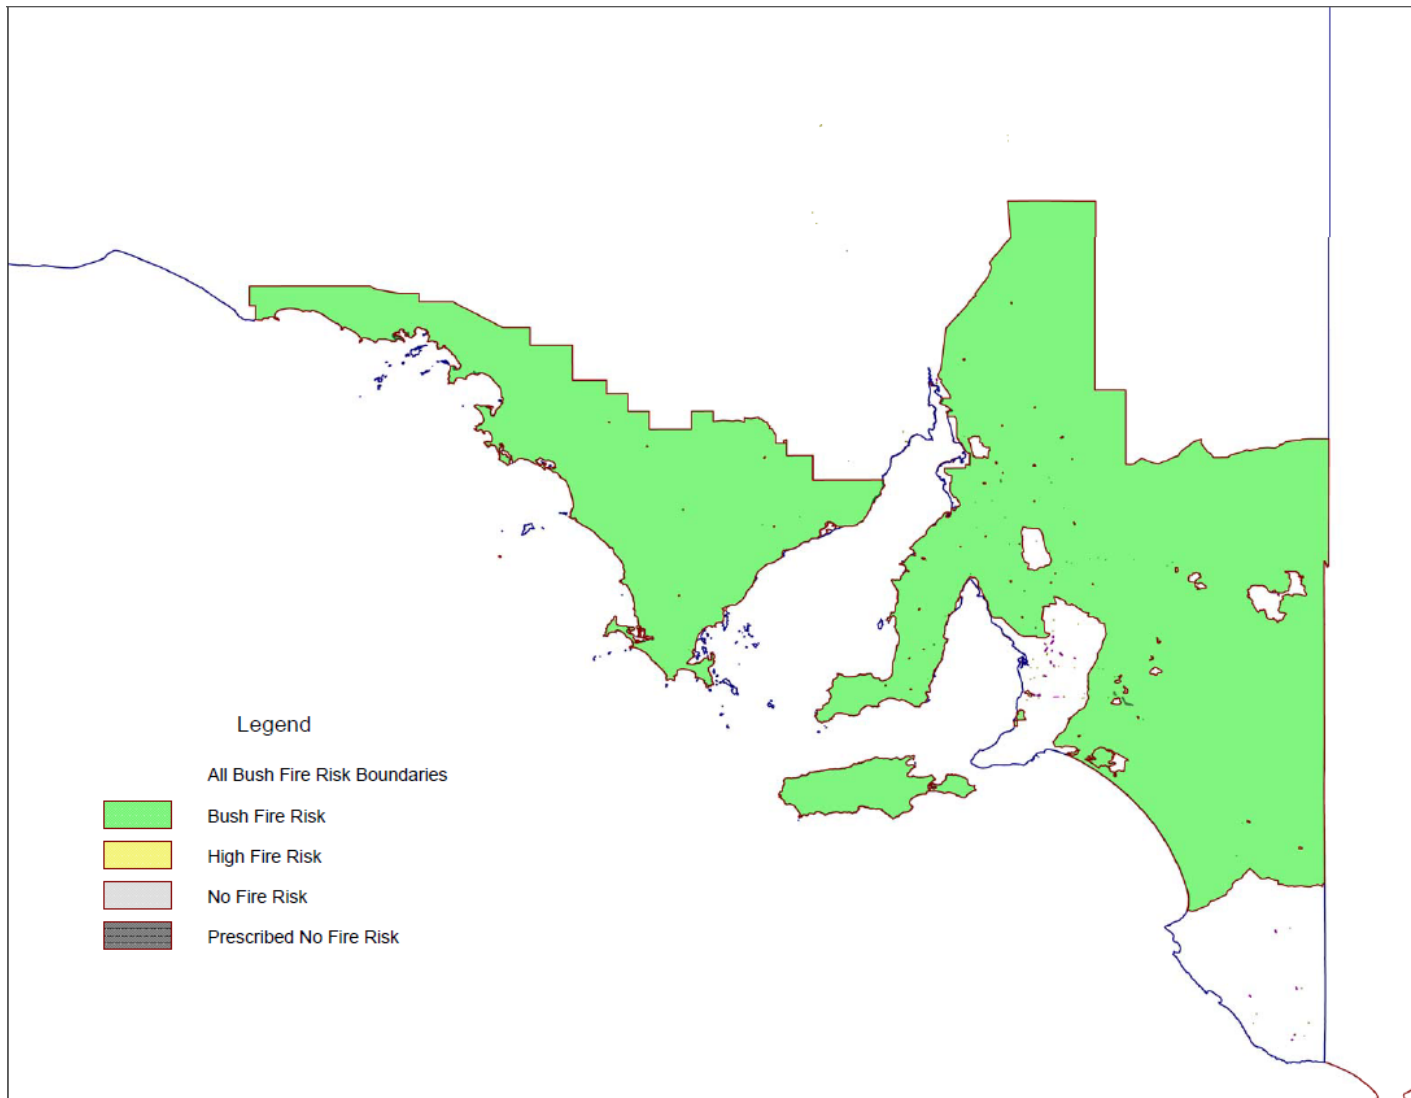 Legend
All Bush Fire Risk Boundaries
Bush Fire Risk
High Fire Risk
No Fire Risk
Prescribed No Fire Risk